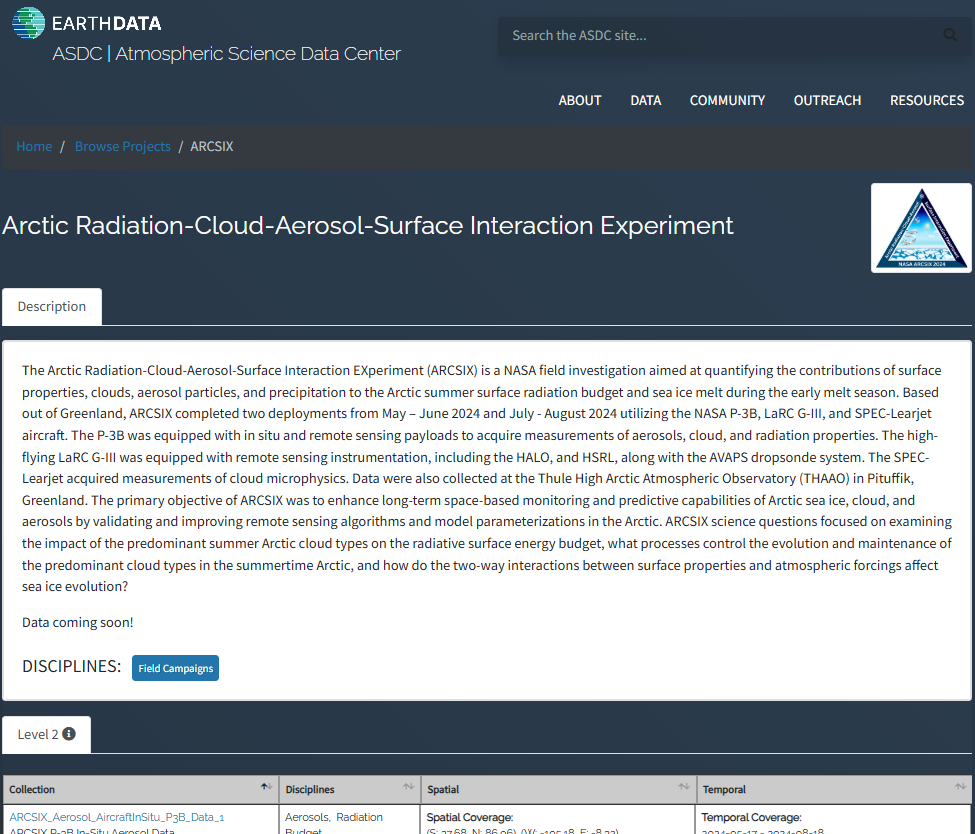 EARTHDATA
ASDC | Atmospheric Science Data Center
Search the ASDC site...
ABOUT DATA COMMUNITY OUTREACH RESOURCES
Home / Browse Projects / ARCSIX
Arctic Radiation-Cloud-Aerosol-Surface Interaction Experiment
NASA ARCSIX 2024
Description
The Arctic Radiation-Cloud-Aerosol-Surface Interaction EXperiment (ARCSIX) is a NASA field investigation aimed at quantifying the contributions of surface
properties, clouds, aerosol particles, and precipitation to the Arctic summer surface radiation budget and sea ice melt during the early melt season. Based
out of Greenland, ARCSIX completed two deployments from May – June 2024 and July - August 2024 utilizing the NASA P-3B, LaRC G-III, and SPEC-Learjet
aircraft. The P-3B was equipped with in situ and remote sensing payloads to acquire measurements of aerosols, cloud, and radiation properties. The high-
flying LaRC G-III was equipped with remote sensing instrumentation, including the HALO, and HSRL, along with the AVAPS dropsonde system. The SPEC-
Learjet acquired measurements of cloud microphysics. Data were also collected at the Thule High Arctic Atmospheric Observatory (THAAO) in Pituffik,
Greenland. The primary objective of ARCSIX was to enhance long-term space-based monitoring and predictive capabilities of Arctic sea ice, cloud, and
aerosols by validating and improving remote sensing algorithms and model parameterizations in the Arctic. ARCSIX science questions focused on examining
the impact of the predominant summer Arctic cloud types on the radiative surface energy budget, what processes control the evolution and maintenance of
the predominant cloud types in the summertime Arctic, and how do the two-way interactions between surface properties and atmospheric forcings affect
sea ice evolution?
Data coming soon!
DISCIPLINES: Field Campaigns
Level 2
Collection Disciplines Spatial Temporal
ARCSIX_Aerosol_AircraftInSitu_P3B_Data_1 Aerosols, Radiation Spatial Coverage: Temporal Coverage:
ARCSIX P-3B In-Situ Aerosol Data Budget